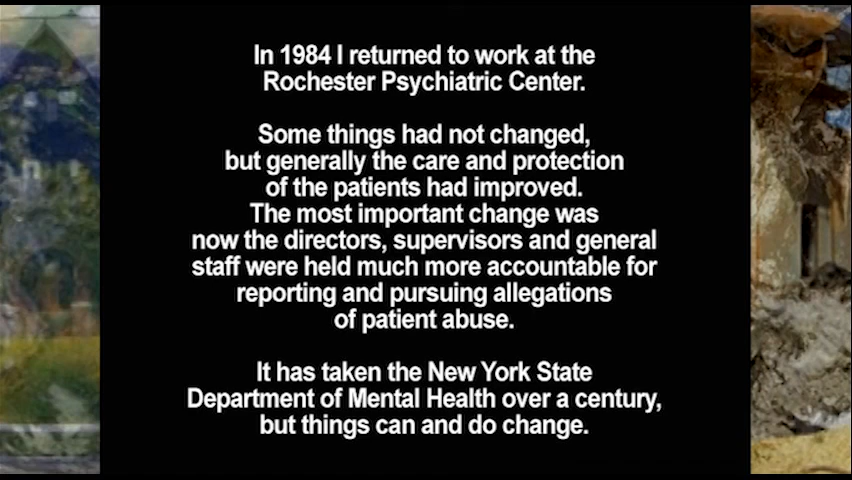 In 1984 I returned to work at the
Rochester Psychiatric Center.
Some things had not changed,
but generally the care and protection
of the patients had improved.
The most important change was
now the directors, supervisors and general
staff were held much more accountable for
reporting and pursuing allegations
of patient abuse.
It has taken the New York State
Department of Mental Health over a century,
but things can and do change.